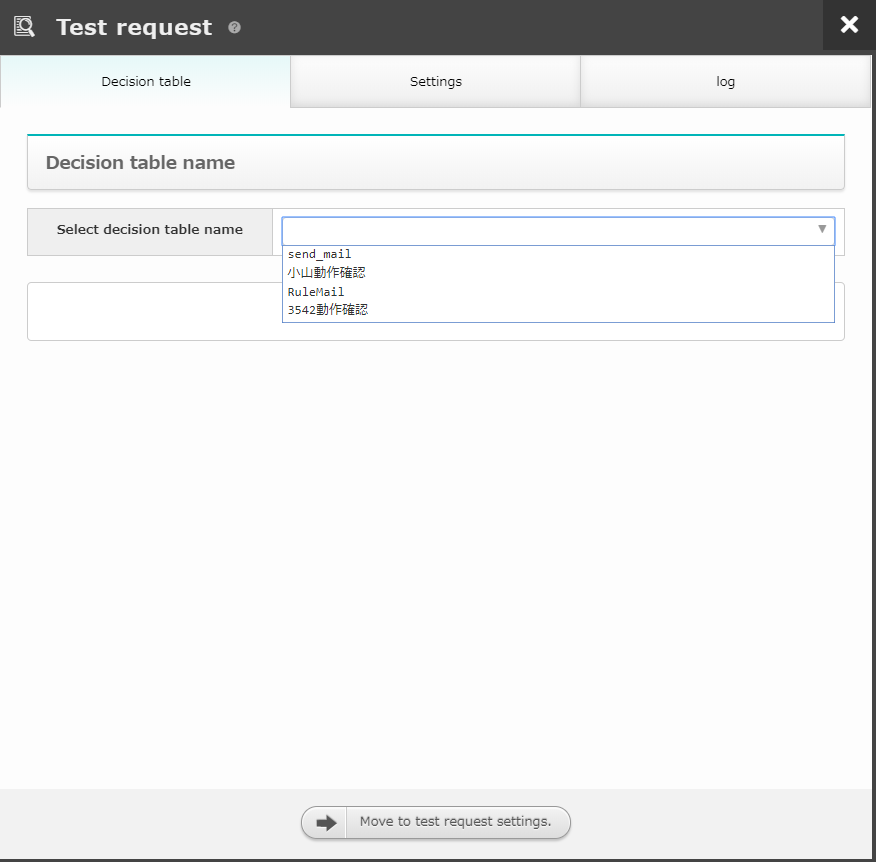 Test request
Decision table
Settings
log
Decision table name
Select decision table name
send_mail
小山動作確認
RuleMail
3542動作確認
Move to test request settings.